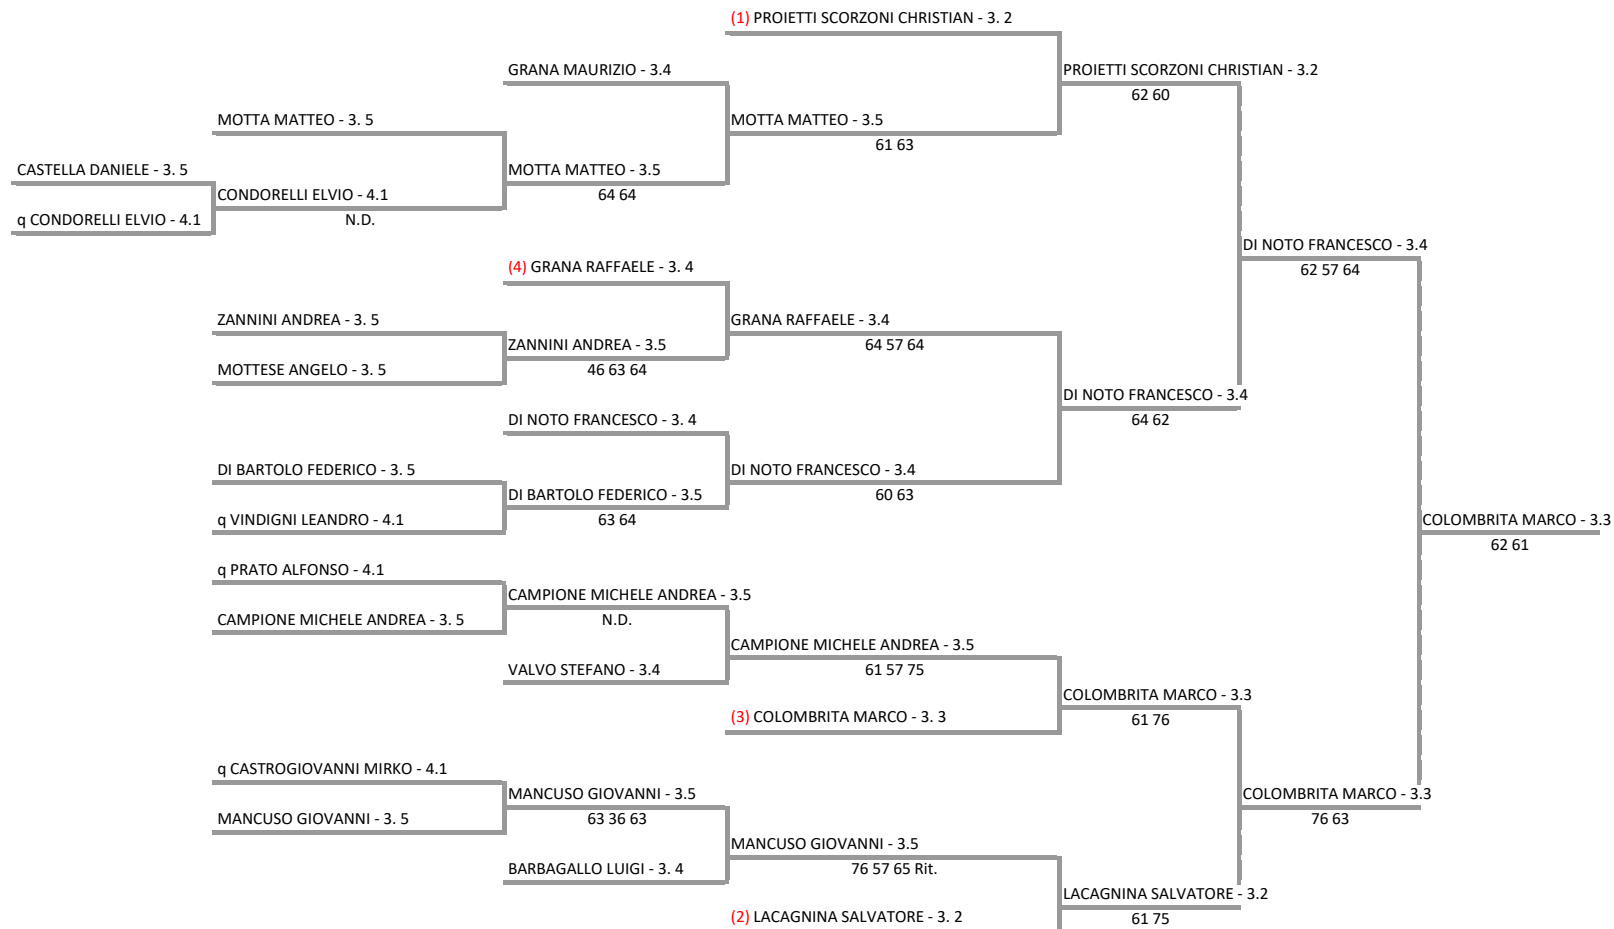 (1) PROIETTI SCORZONI CHRISTIAN - 3. 2
GRANA MAURIZIO - 3.4
PROIETTI SCORZONI CHRISTIAN - 3.2
62 60
MOTTA MATTEO - 3. 5
MOTTA MATTEO - 3.5
61 63
CASTELLA DANIELE - 3. 5
MOTTA MATTEO - 3.5
64 64
CONDORELLI ELVIO - 4.1
N.D.
q CONDORELLI ELVIO - 4.1
DI NOTO FRANCESCO - 3.4
62 57 64
(4) GRANA RAFFAELE - 3. 4
ZANNINI ANDREA - 3. 5
GRANA RAFFAELE - 3.4
64 57 64
ZANNINI ANDREA - 3.5
46 63 64
MOTTESE ANGELO - 3. 5
DI NOTO FRANCESCO - 3.4
64 62
DI NOTO FRANCESCO - 3. 4
DI BARTOLO FEDERICO - 3. 5
DI NOTO FRANCESCO - 3.4
60 63
DI BARTOLO FEDERICO - 3.5
63 64
q VINDIGNI LEANDRO - 4.1
COLOMBRITA MARCO - 3.3
62 61
q PRATO ALFONSO - 4.1
CAMPIONE MICHELE ANDREA - 3.5
N.D.
CAMPIONE MICHELE ANDREA - 3. 5
CAMPIONE MICHELE ANDREA - 3.5
61 57 75
VALVO STEFANO - 3.4
COLOMBRITA MARCO - 3.3
61 76
(3) COLOMBRITA MARCO - 3. 3
q CASTROGIOVANNI MIRKO - 4.1
MANCUSO GIOVANNI - 3.5
63 36 63
COLOMBRITA MARCO - 3.3
76 63
MANCUSO GIOVANNI - 3. 5
MANCUSO GIOVANNI - 3.5
76 57 65 Rit.
BARBAGALLO LUIGI - 3. 4
LACAGNINA SALVATORE - 3.2
61 75
(2) LACAGNINA SALVATORE - 3. 2